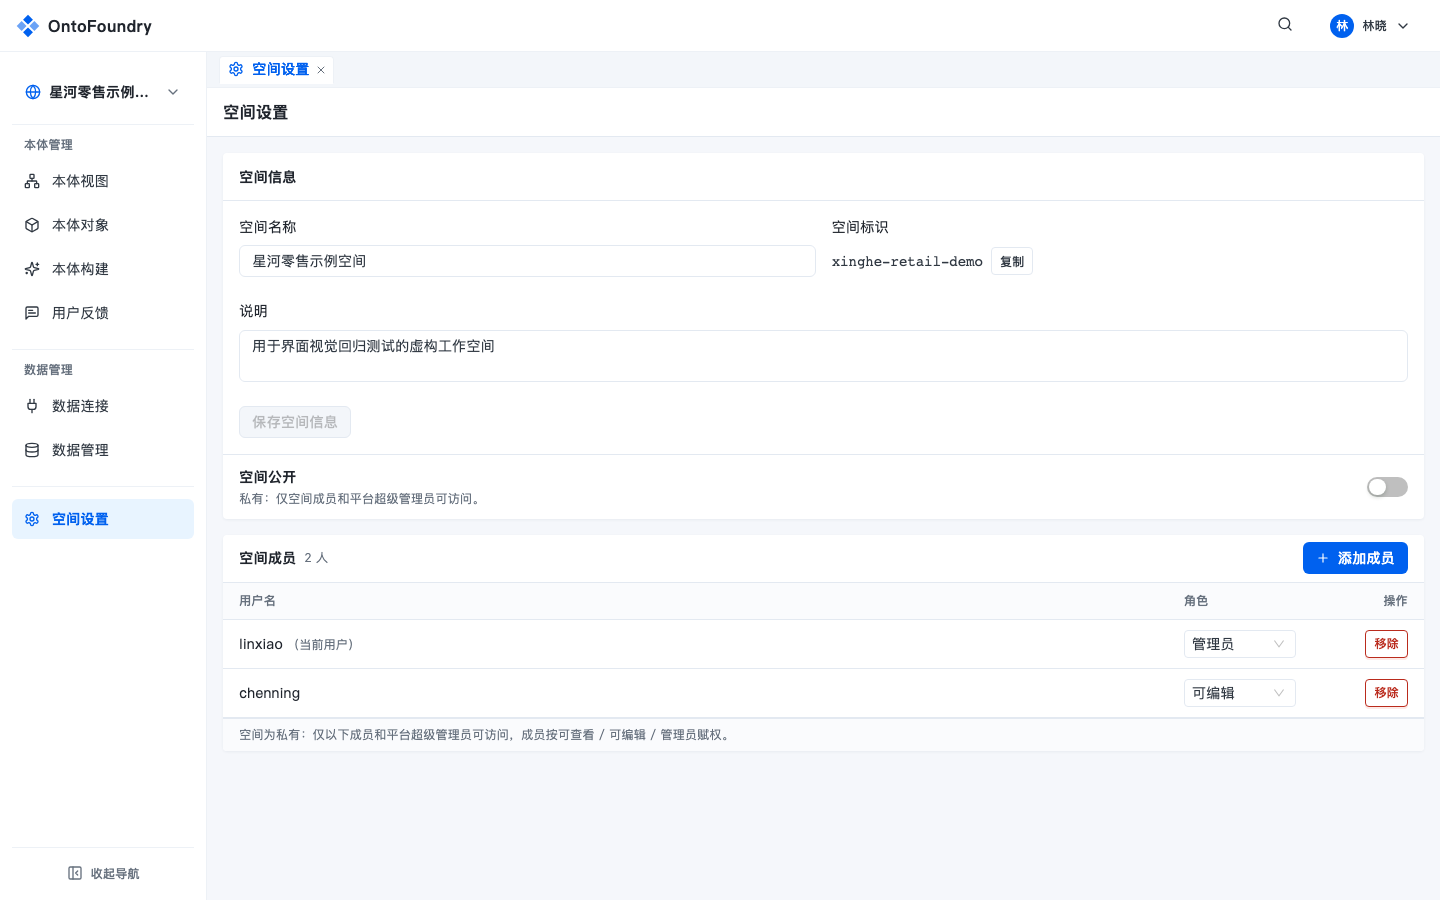 OntoFoundry
林 林晓
星河零售示例...
本体管理
本体视图
本体对象
本体构建
用户反馈
数据管理
数据连接
数据管理
空间设置
收起导航
空间设置
空间设置
空间信息
空间名称
星河零售示例空间
空间标识
xinghe-retail-demo 复制
说明
用于界面视觉回归测试的虚构工作空间
保存空间信息
空间公开
私有：仅空间成员和平台超级管理员可访问。
空间成员 2 人
添加成员
用户名 角色 操作
linxiao （当前用户） 管理员 移除
chenning 可编辑 移除
空间为私有：仅以下成员和平台超级管理员可访问，成员按可查看 / 可编辑 / 管理员赋权。